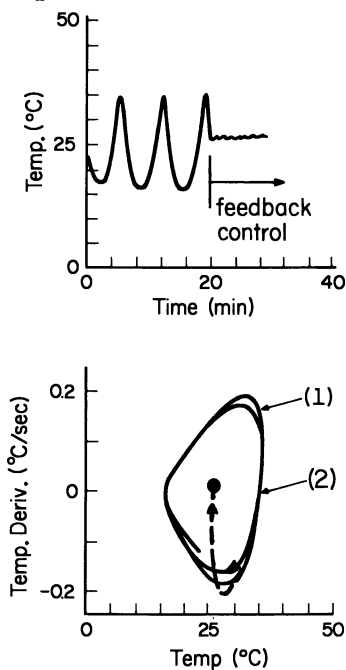 50
Temp. (°C)
25
feedback
control
0
0
20
40
Time (min)
0.2
(1)
Temp. Deriv. (°C/sec)
0
(2)
-0.2
0
25
50
Temp (°C)